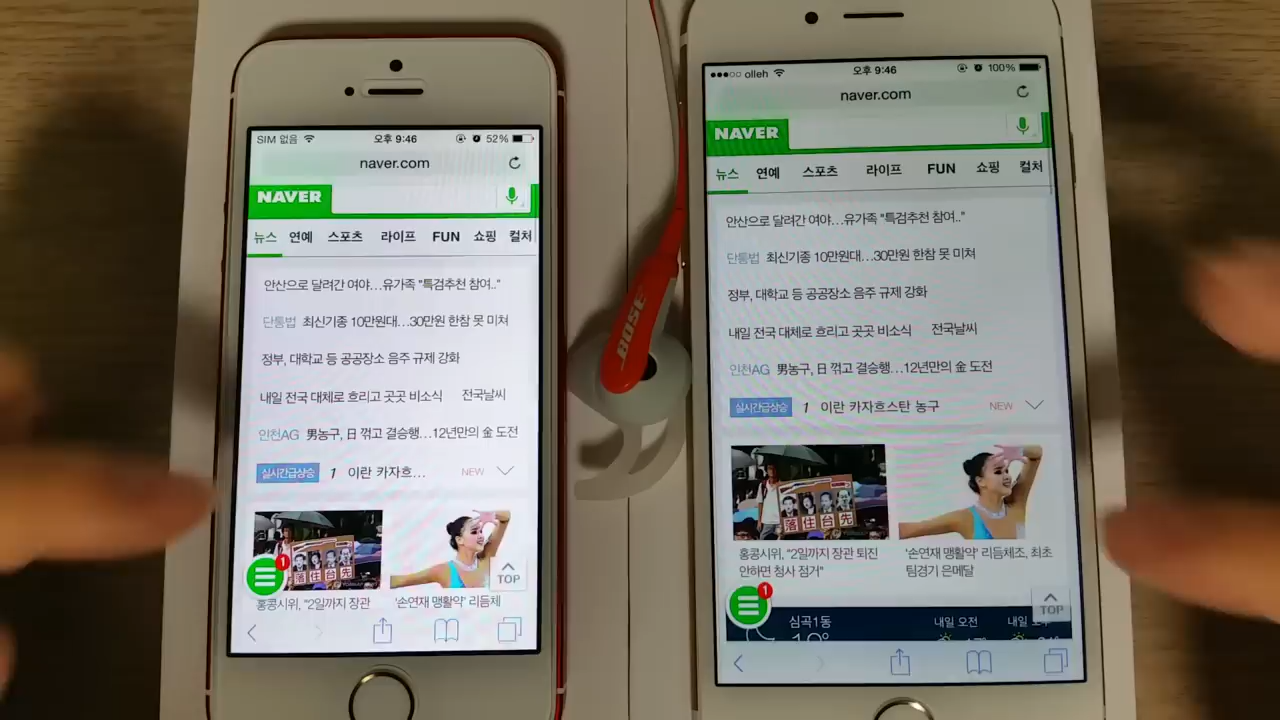 SIM 없음 오후 9:46 52%
naver.com
NAVER
뉴스 연예 스포츠 라이프 FUN 쇼핑 컬처
안산으로 달려간 여야…유가족 "특검추천 참여.."
단통법 최신기종 10만원대…30만원 한참 못 미쳐
정부, 대학교 등 공공장소 음주 규제 강화
내일 전국 대체로 흐리고 곳곳 비소식 전국날씨
인천AG 男농구, 日 꺾고 결승행…12년만의 金 도전
실시간급상승 1 이란 카자흐… NEW
落住台先
1
TOP
홍콩시위, "2일까지 장관
'손연재 맹활약' 리듬체
BOSE
olleh 오후 9:46 100%
naver.com
NAVER
뉴스 연예 스포츠 라이프 FUN 쇼핑 컬처
안산으로 달려간 여야…유가족 "특검추천 참여.."
단통법 최신기종 10만원대…30만원 한참 못 미쳐
정부, 대학교 등 공공장소 음주 규제 강화
내일 전국 대체로 흐리고 곳곳 비소식 전국날씨
인천AG 男농구, 日 꺾고 결승행…12년만의 金 도전
실시간급상승 1 이란 카자흐스탄 농구 NEW
落住台先
홍콩시위, "2일까지 장관 퇴진
안하면 청사 점거"
'손연재 맹활약' 리듬체조, 최초
팀경기 은메달
1
TOP
심곡1동 내일 오전 내일